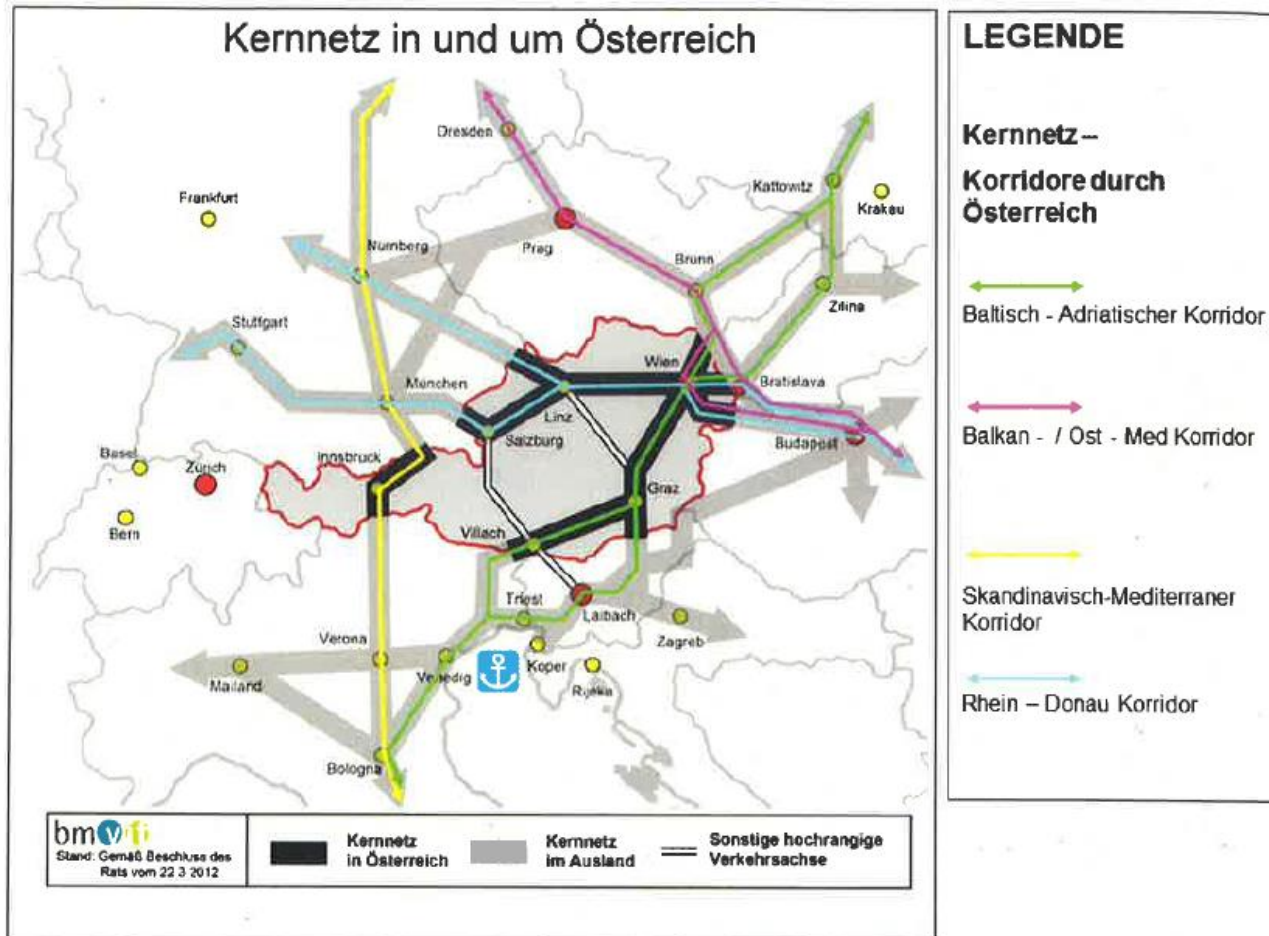 Kernnetz in und um Österreich
Dresden
Kattowitz
Krakau
Frankfurt
Nürnberg
Prag
Brünn
Zilina
Stuttgart
Wien
Bratislava
München
Linz
Salzburg
Budapest
Innsbruck
Basel
Zürich
Graz
Bern
Villach
Triest
Laibach
Zagreb
Verona
Venedig
Koper
Rijeka
Mailand
Bologna
bmvit
Stand: Gemäß Beschluss des
Rats vom 22 3 2012
Kernnetz
in Österreich
Kernnetz
im Ausland
Sonstige hochrangige
Verkehrsachse
LEGENDE
Kernnetz –
Korridore durch
Österreich
Baltisch - Adriatischer Korridor
Balkan - / Ost - Med Korridor
Skandinavisch-Mediterraner
Korridor
Rhein – Donau Korridor